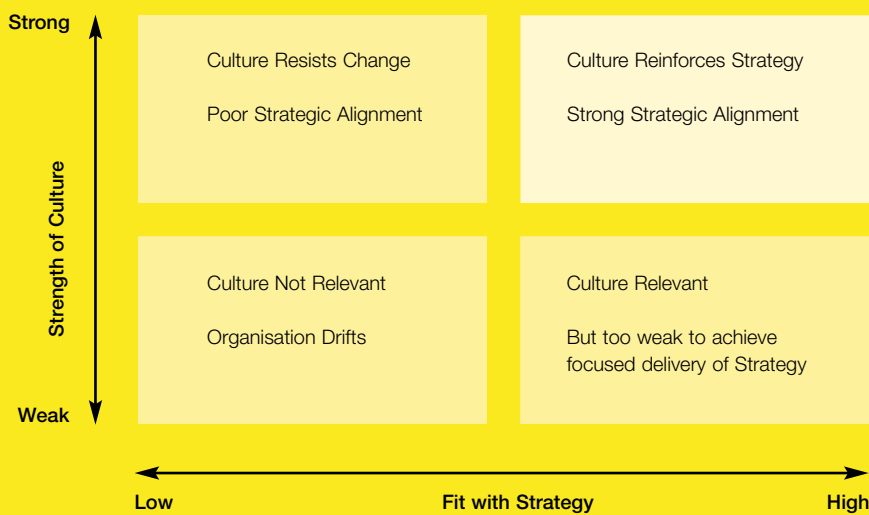 Strong
Culture Resists Change
Poor Strategic Alignment
Culture Reinforces Strategy
Strong Strategic Alignment
Strength of Culture
Culture Not Relevant
Organisation Drifts
Culture Relevant
But too weak to achieve
focused delivery of Strategy
Weak
Low
Fit with Strategy
High